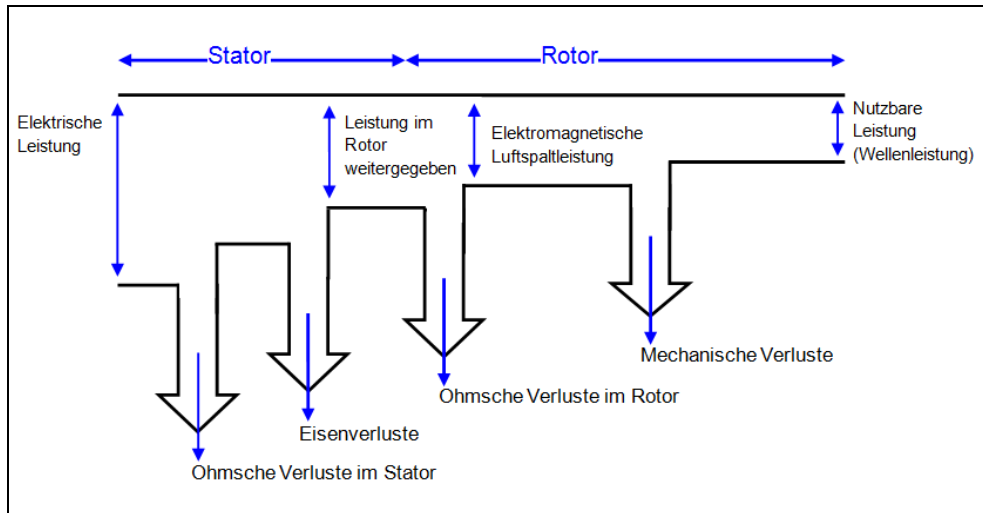 Stator
Rotor
Elektrische
Leistung
Leistung im
Rotor
weitergegeben
Elektromagnetische
Luftspaltleistung
Nutzbare
Leistung
(Wellenleistung)
Mechanische Verluste
Ohmsche Verluste im Rotor
Eisenverluste
Ohmsche Verluste im Stator